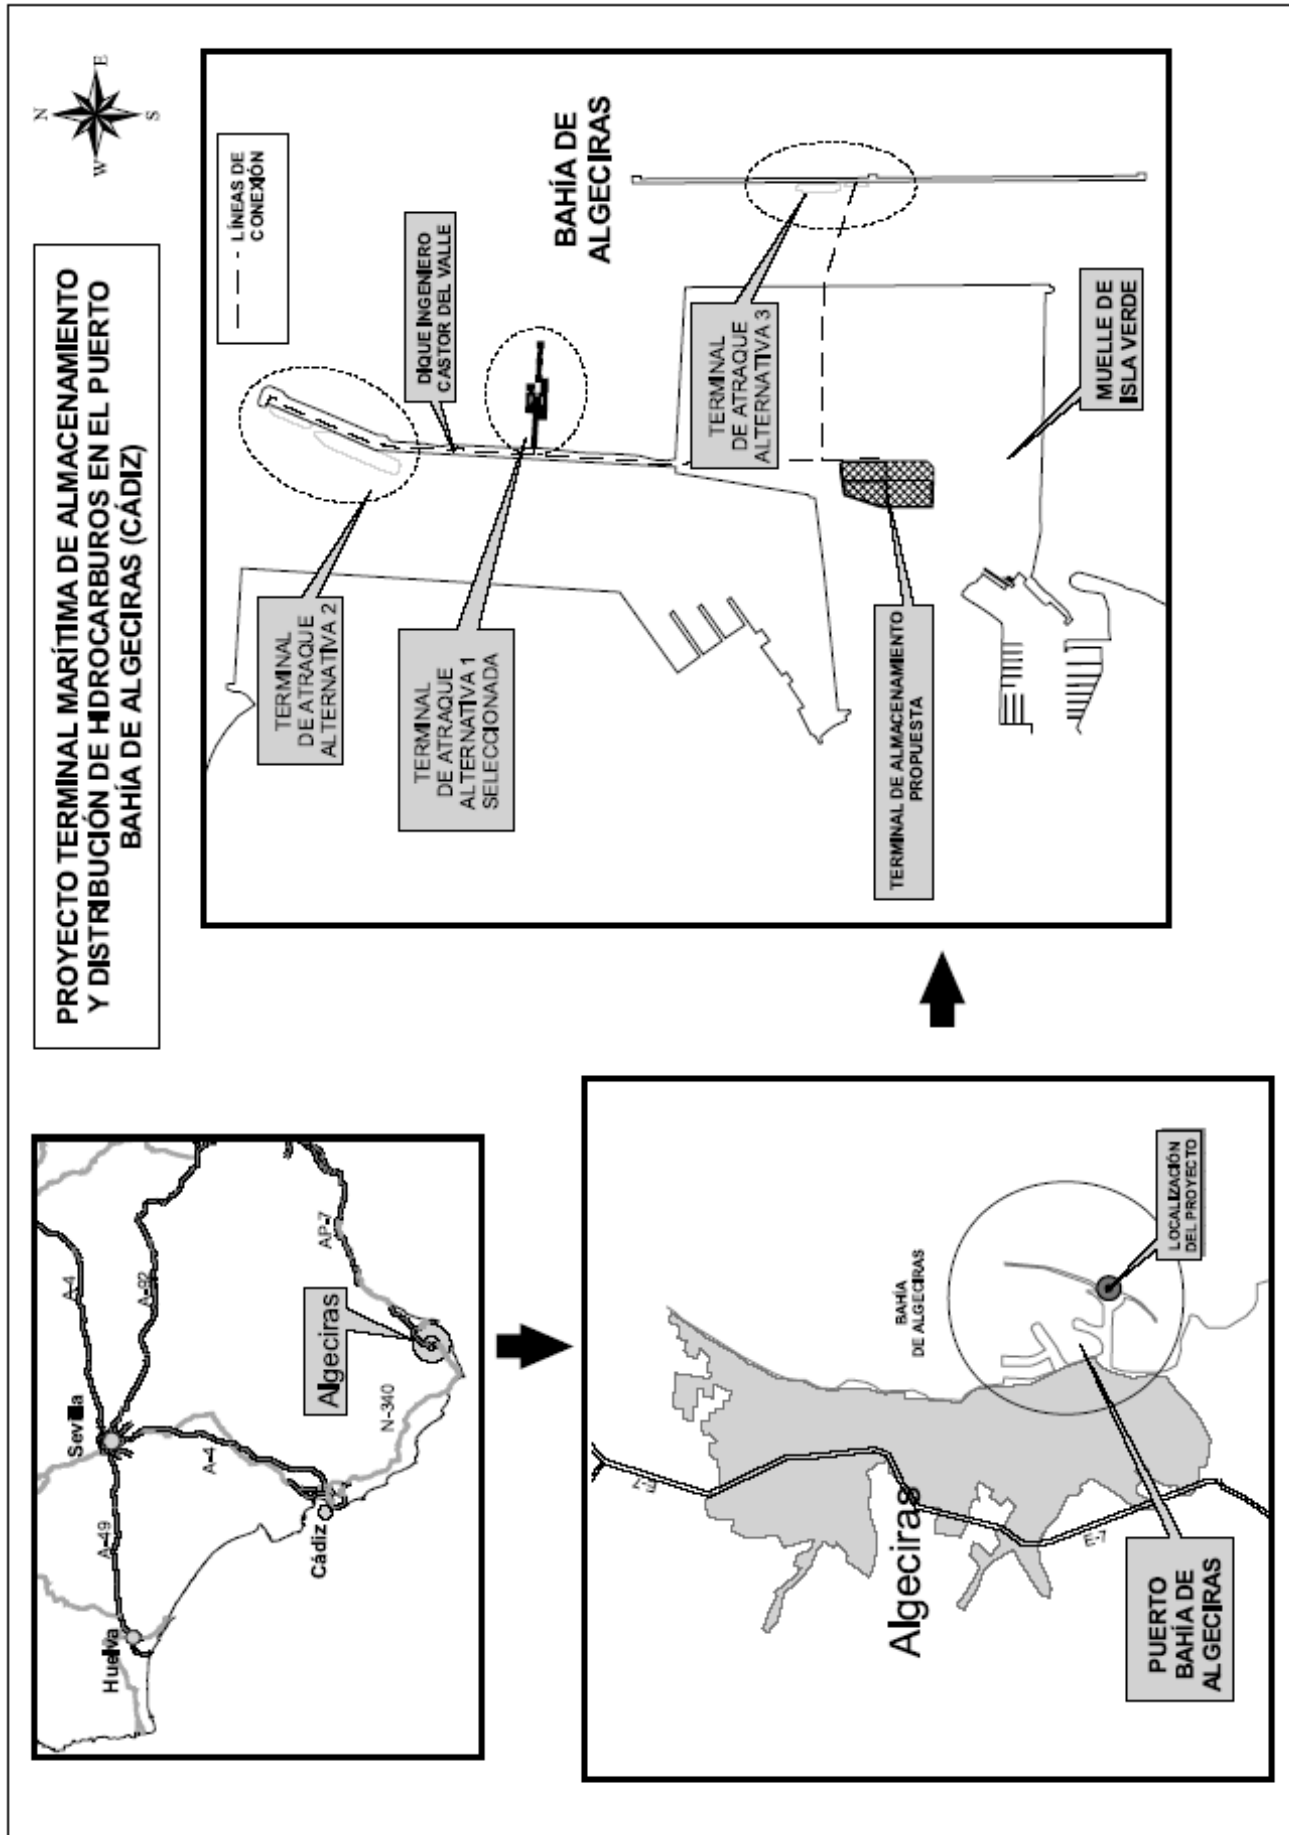 PROYECTO TERMINAL MARÍTIMA DE ALMACENAMIENTO
Y DISTRIBUCIÓN DE HIDROCARBUROS EN EL PUERTO
BAHÍA DE ALGECIRAS (CÁDIZ)
N
W
E
S
A-4
A-92
Sevilla
A-49
Huelva
A-4
Cádiz
N-340
AP-7
Algeciras
LÍNEAS DE
CONEXIÓN
TERMINAL
DE ATRAQUE
ALTERNATIVA 2
DIQUE INGENIERO
CASTOR DEL VALLE
TERMINAL
DE ATRAQUE
ALTERNATIVA 1
SELECCIONADA
BAHÍA DE
ALGECIRAS
TERMINAL
DE ATRAQUE
ALTERNATIVA 3
TERMINAL DE ALMACENAMIENTO
PROPUESTA
MUELLE DE
ISLA VERDE
BAHÍA
DE ALGECIRAS
Algeciras
E-7
LOCALIZACIÓN
DEL PROYECTO
PUERTO
BAHÍA DE
ALGECIRAS